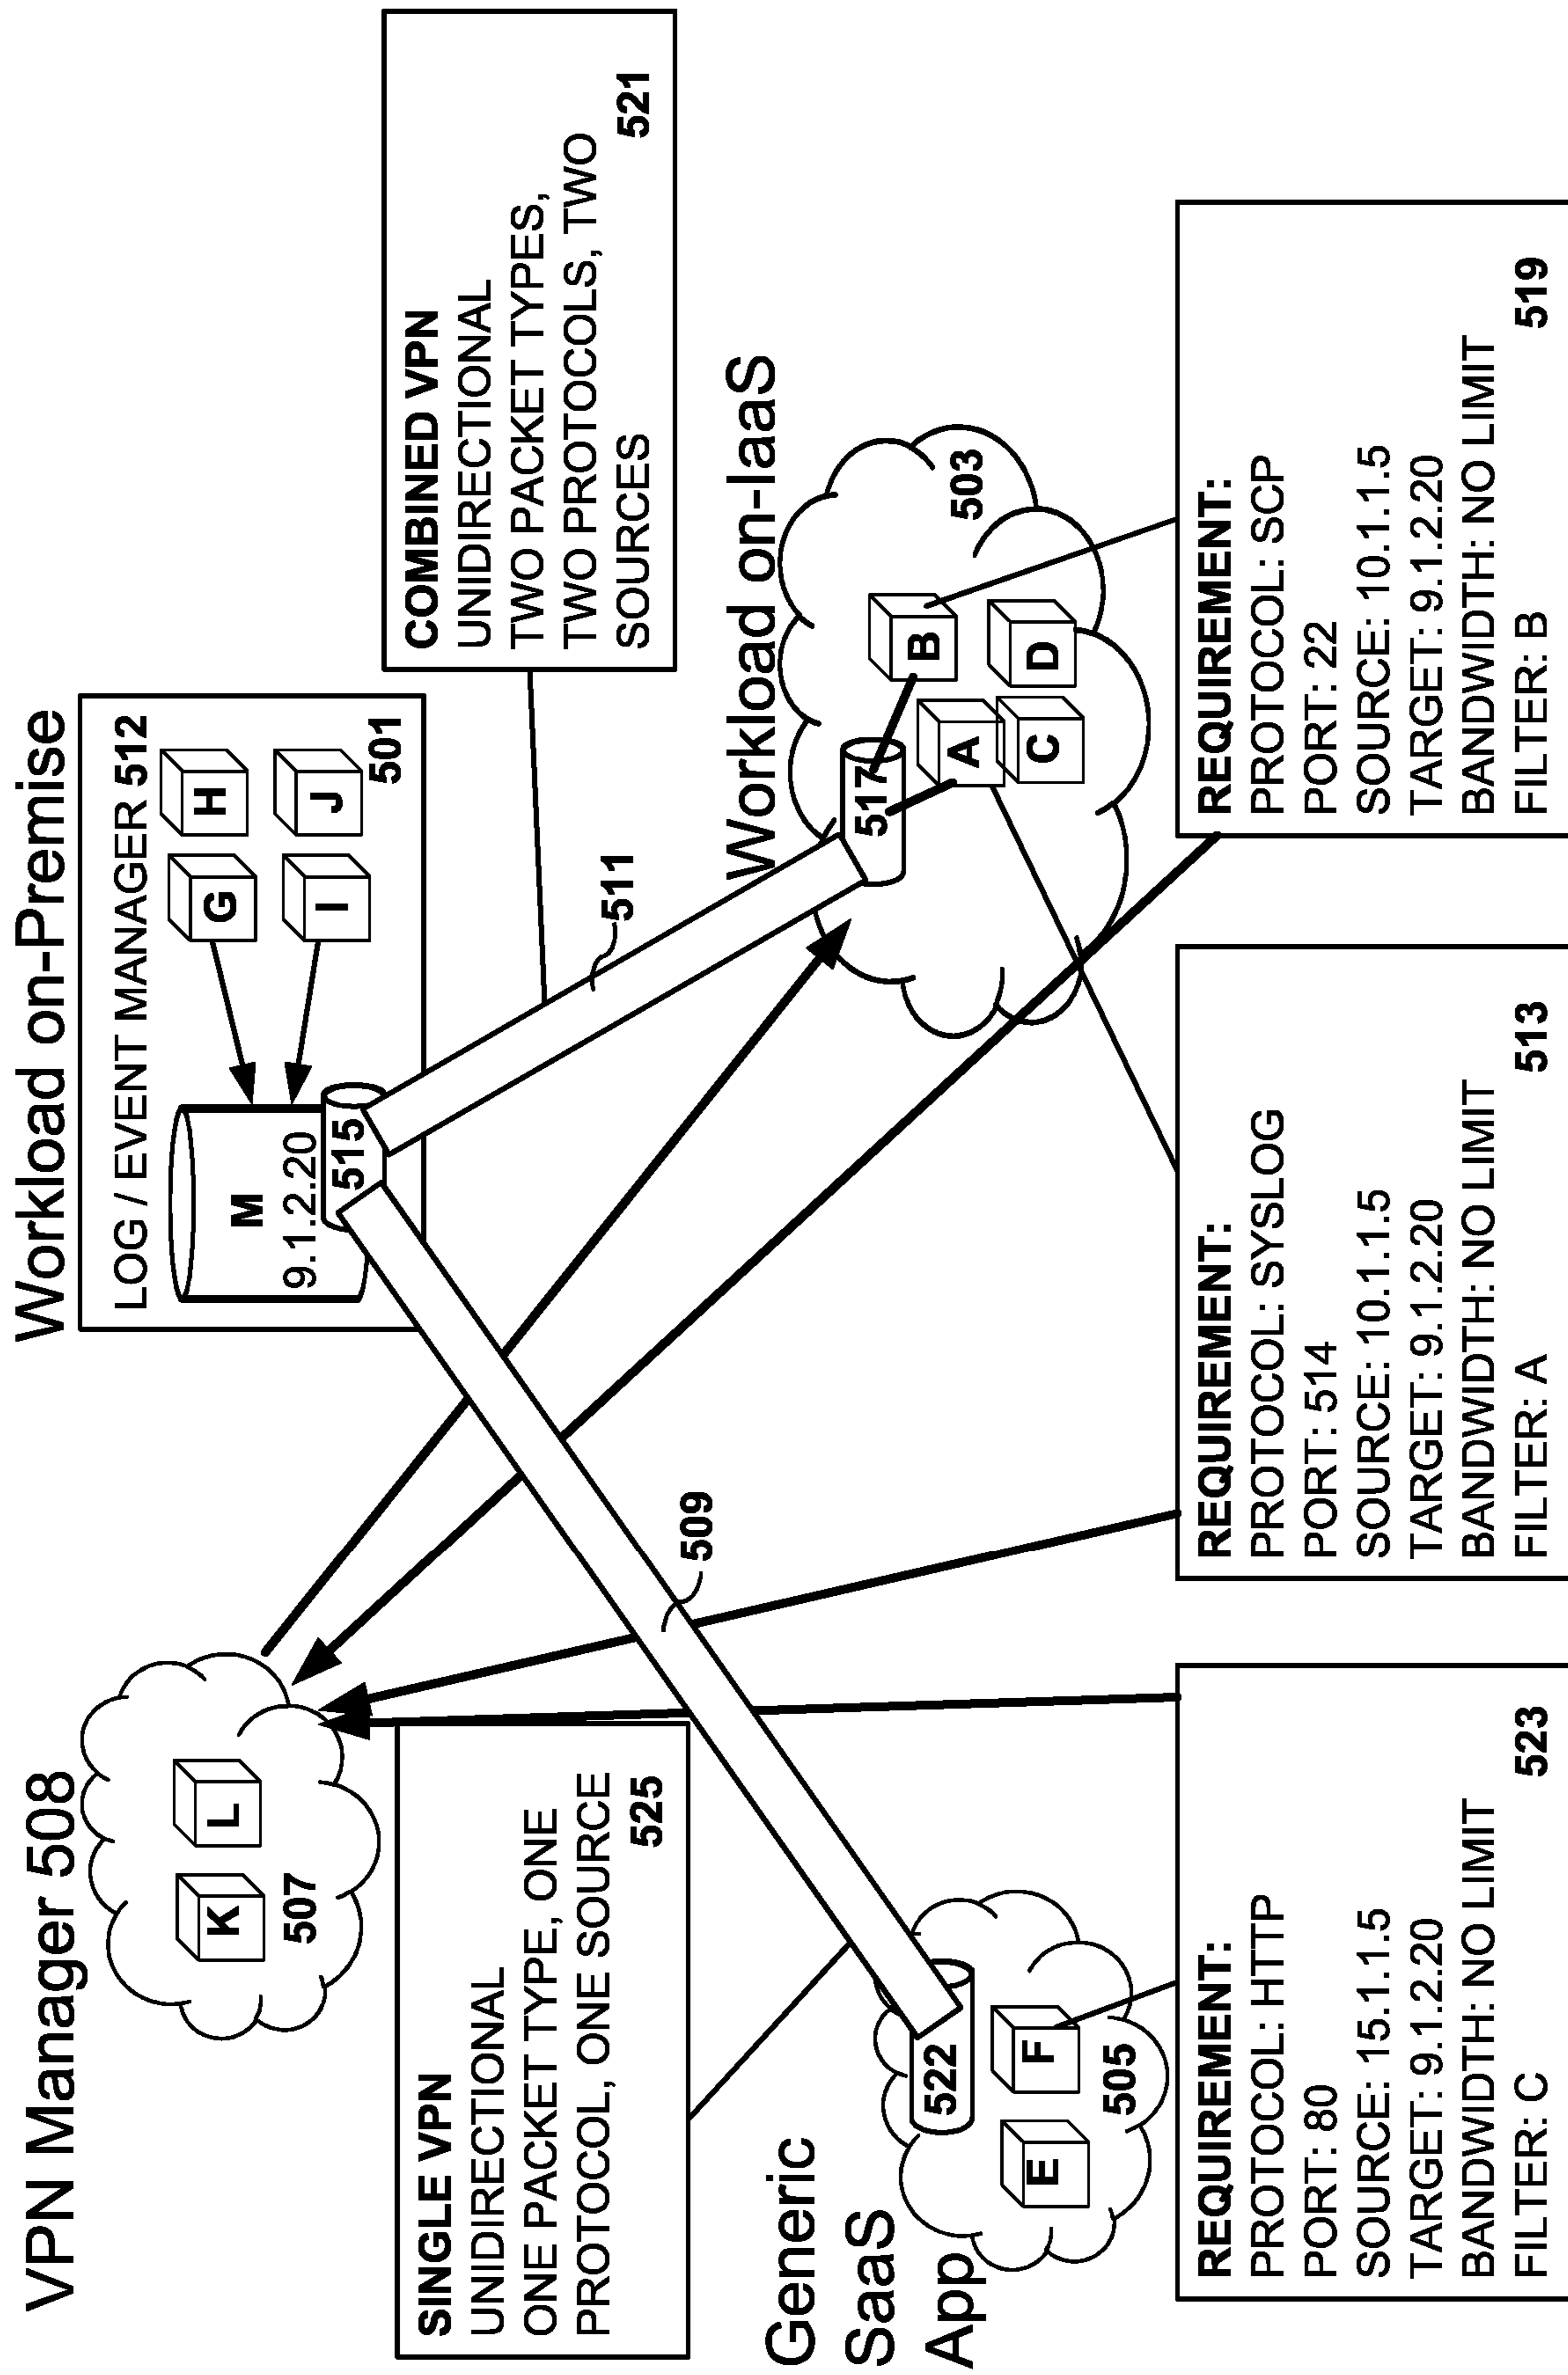 VPN Manager 508
K
L
507
Workload on-Premise
LOG / EVENT MANAGER 512
M
9.1.2.20
515
G
H
I
J
501
SINGLE VPN
UNIDIRECTIONAL
ONE PACKET TYPE, ONE
PROTOCOL, ONE SOURCE
525
509
511
COMBINED VPN
UNIDIRECTIONAL
TWO PACKET TYPES,
TWO PROTOCOLS, TWO
SOURCES
521
Generic
SaaS
App
522
E
F
505
Workload on-IaaS
517
A
B
C
D
503
REQUIREMENT:
PROTOCOL: HTTP
PORT: 80
SOURCE: 15.1.1.5
TARGET: 9.1.2.20
BANDWIDTH: NO LIMIT
FILTER: C
523
REQUIREMENT:
PROTOCOL: SYSLOG
PORT: 514
SOURCE: 10.1.1.5
TARGET: 9.1.2.20
BANDWIDTH: NO LIMIT
FILTER: A
513
REQUIREMENT:
PROTOCOL: SCP
PORT: 22
SOURCE: 10.1.1.5
TARGET: 9.1.2.20
BANDWIDTH: NO LIMIT
FILTER: B
519